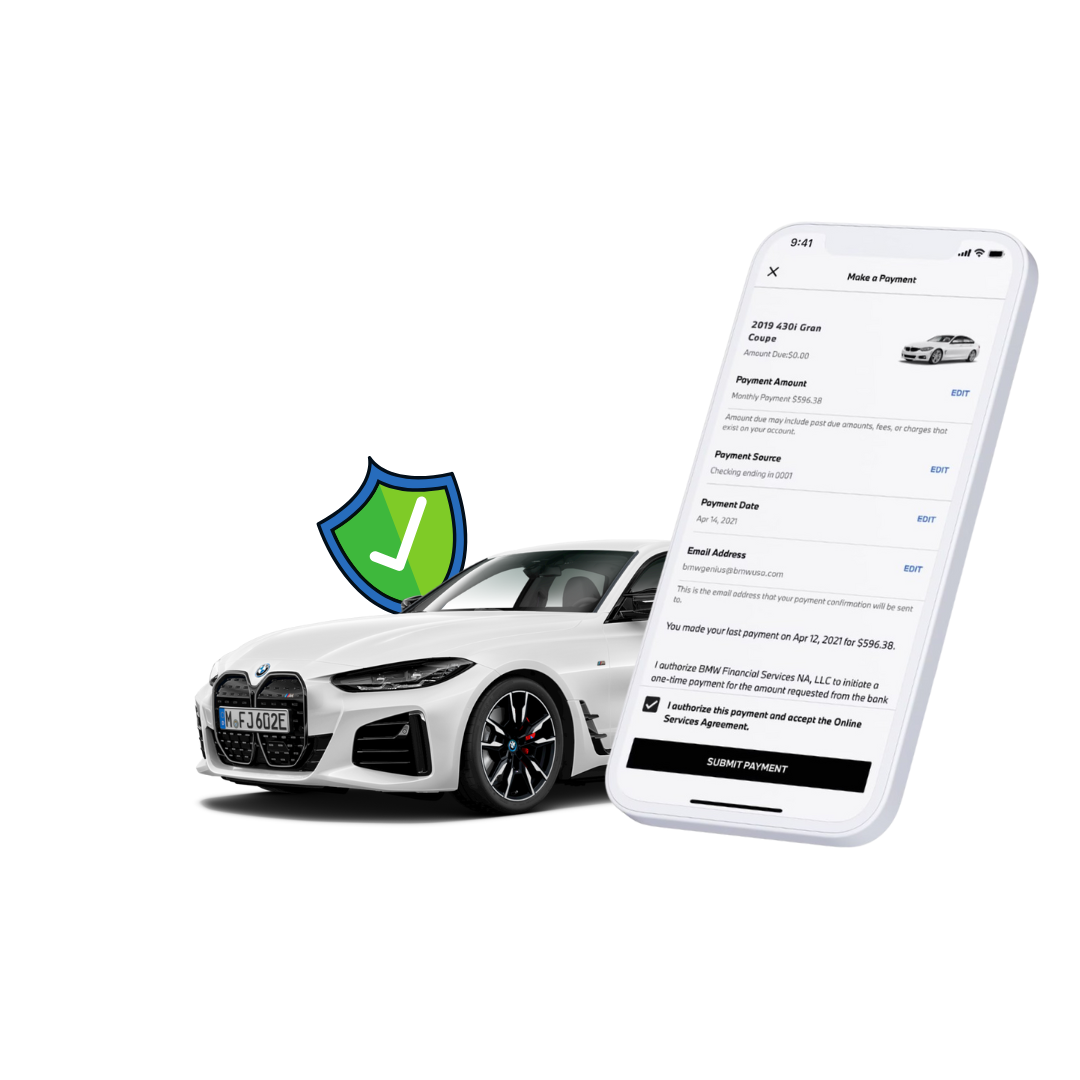 9:41
Make a Payment
2019 430i Gran
Coupe
Amount Due:$0.00
Payment Amount
Monthly Payment $596.38
EDIT
Amount due may include past due amounts, fees, or charges that
exist on your account.
Payment Source
Checking ending in 0001
EDIT
Payment Date
Apr 14, 2021
EDIT
Email Address
bmwgenius@bmwusa.com
EDIT
This is the email address that your payment confirmation will be sent
to.
You made your last payment on Apr 12, 2021 for $596.38.
I authorize BMW Financial Services NA, LLC to initiate a
one-time payment for the amount requested from the bank
I authorize this payment and accept the Online
Services Agreement.
SUBMIT PAYMENT
M FJ602E